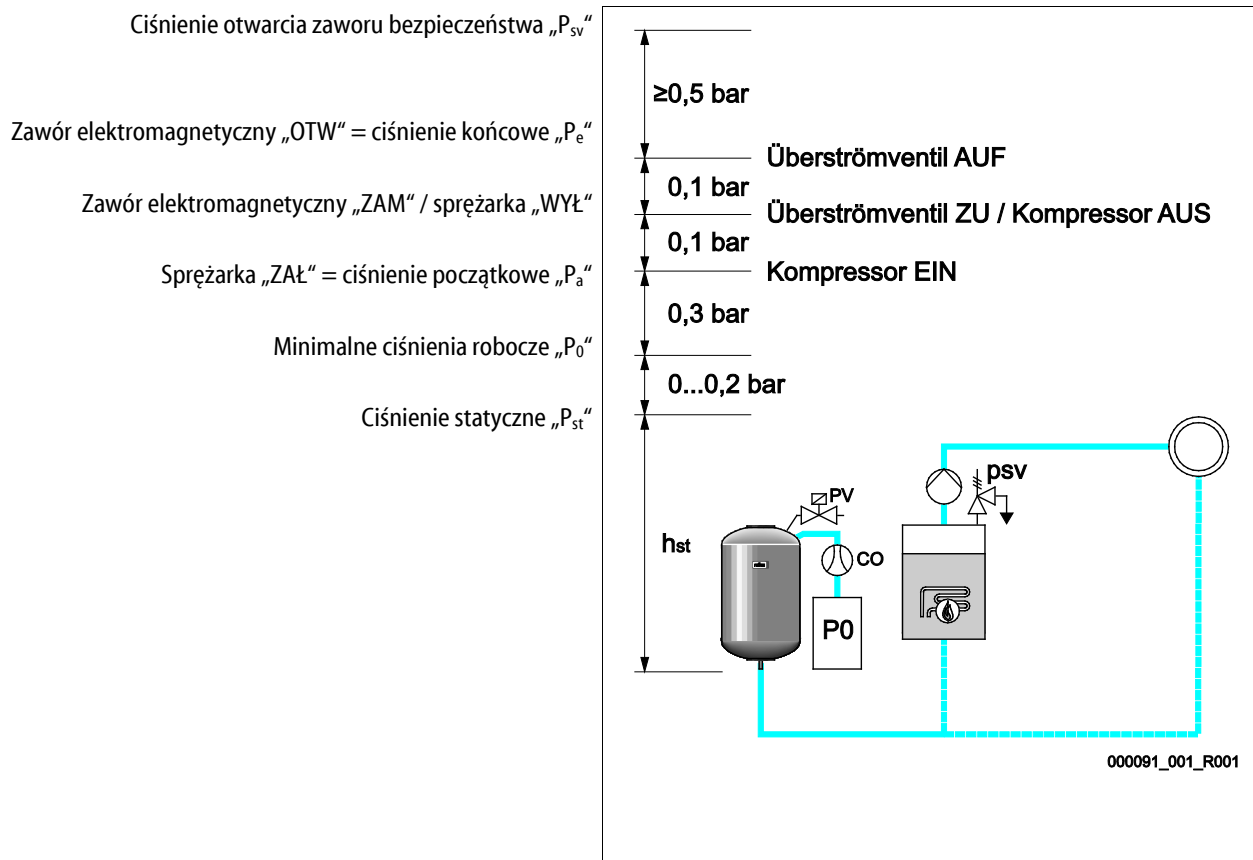 Ciśnienie otwarcia zaworu bezpieczeństwa „Psv“
≥0,5 bar
Zawór elektromagnetyczny „OTW“ = ciśnienie końcowe „Pe“
Überströmventil AUF
0,1 bar
Zawór elektromagnetyczny „ZAM“ / sprężarka „WYŁ“
Überströmventil ZU / Kompressor AUS
0,1 bar
Sprężarka „ZAŁ“ = ciśnienie początkowe „Pa“
Kompressor EIN
0,3 bar
Minimalne ciśnienia robocze „P0“
0...0,2 bar
Ciśnienie statyczne „Pst“
psv
PV
hst
CO
P0
000091_001_R001